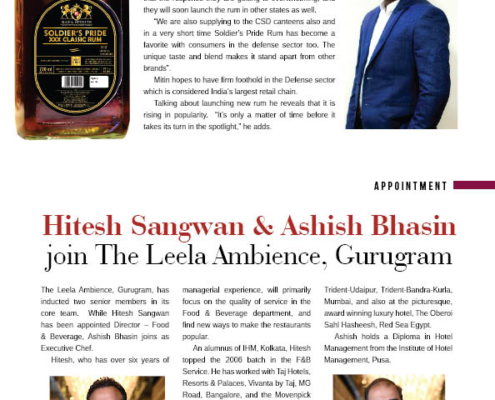 SOLDIER'S PRIDE
XXX CLASSIC RUM
they will soon launch the rum in other states as well.
"We are also supplying to the CSD canteens also and
in a very short time Soldier's Pride Rum has become a
favorite with consumers in the defense sector too. The
unique taste and blend makes it stand apart from other
brands".
Mitin hopes to have firm foothold in the Defense sector
which is considered India's largest retail chain.
Talking about launching new rum he reveals that it is
rising in popularity. "It's only a matter of time before it
takes its turn in the spotlight," he adds.
APPOINTMENT
Hitesh Sangwan & Ashish Bhasin
join The Leela Ambience, Gurugram
The Leela Ambience, Gurugram, has
inducted two senior members in its
core team. While Hitesh Sangwan
has been appointed Director – Food
& Beverage, Ashish Bhasin joins as
Executive Chef.
Hitesh, who has over six years of
managerial experience, will primarily
focus on the quality of service in the
Food & Beverage department, and
find new ways to make the restaurants
popular.
An alumnus of IHM, Kolkata, Hitesh
topped the 2006 batch in the F&B
Service. He has worked with Taj Hotels,
Resorts & Palaces, Vivanta by Taj, MG
Road, Bangalore, and the Movenpick
Trident-Udaipur, Trident-Bandra-Kurla,
Mumbai, and also at the picturesque,
award winning luxury hotel, The Oberoi
Sahl Hasheesh, Red Sea Egypt.
Ashish holds a Diploma in Hotel
Management from the Institute of Hotel
Management, Pusa.